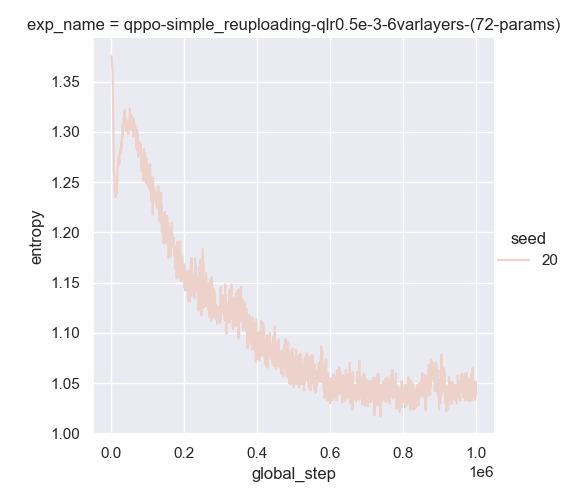 exp_name = qppo-simple_reuploading-qlr0.5e-3-6varlayers-(72-params)
1.35
1.30
1.25
1.20
1.15
1.10
1.05
1.00
entropy
0.0 0.2 0.4 0.6 0.8 1.0
1e6
global_step
seed
20